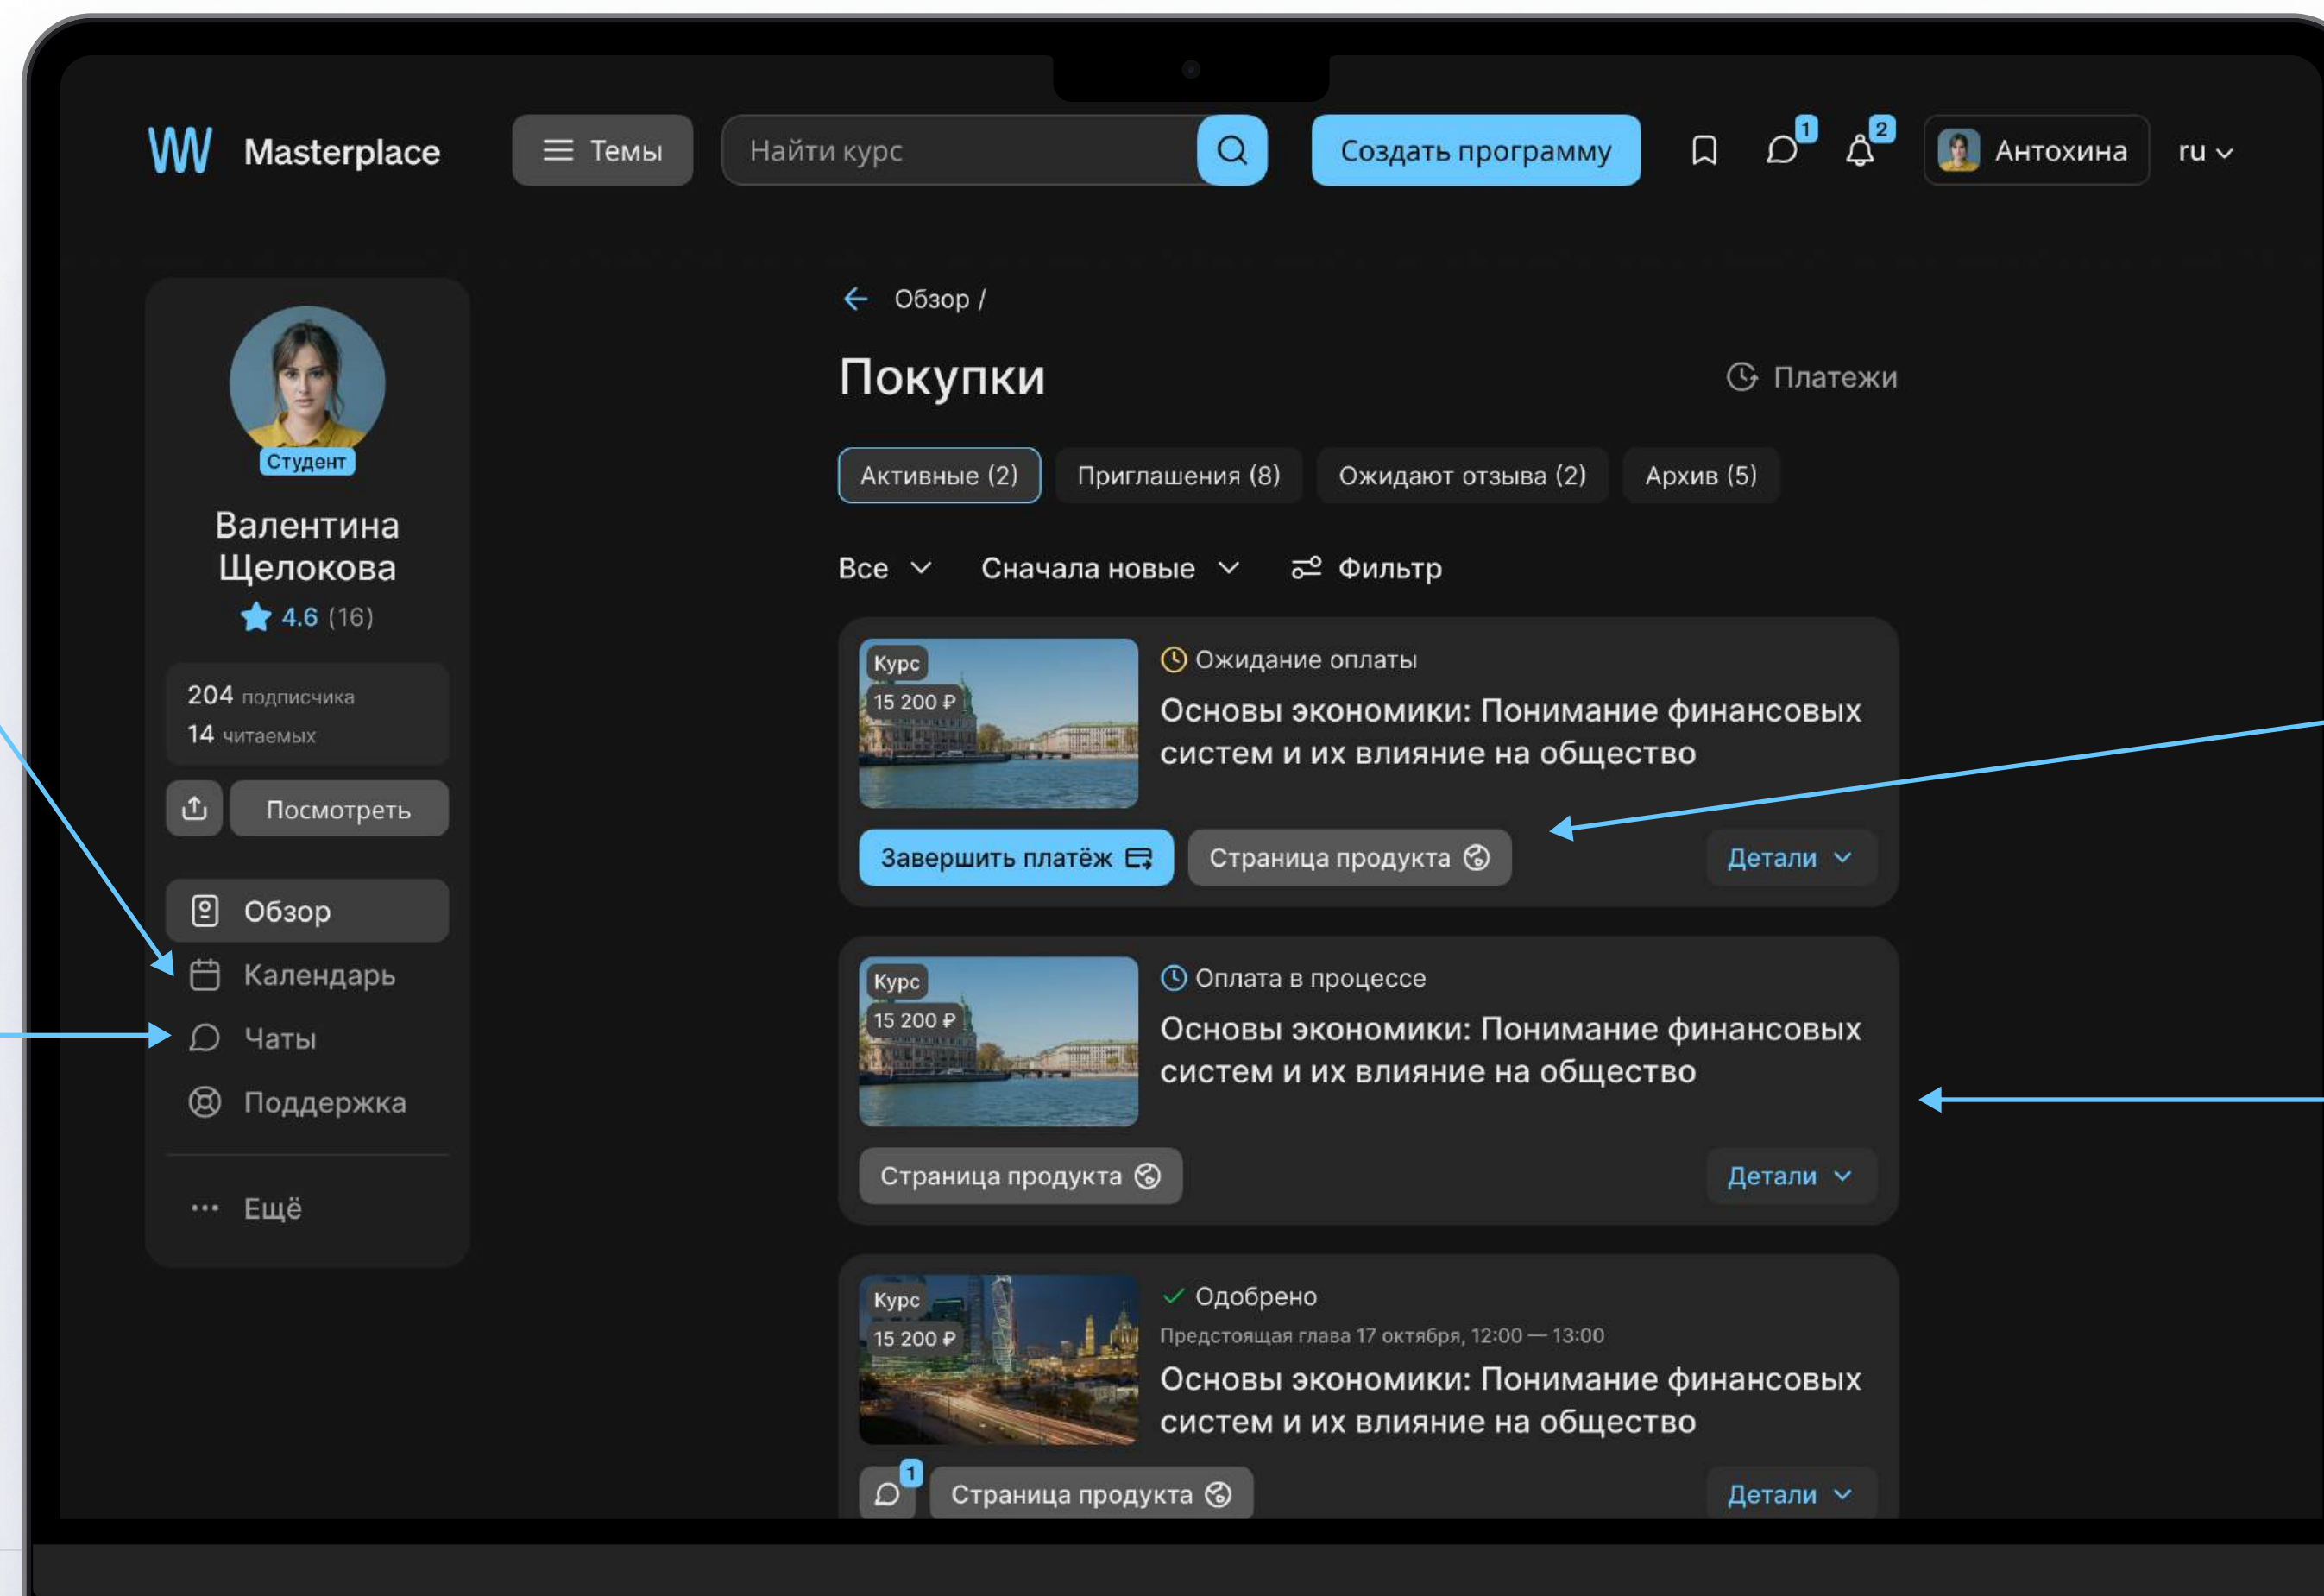 Masterplace
Темы
Найти курс
Создать программу
1
2
Антохина
ru
Студент
Валентина
Щелокова
4.6 (16)
204 подписчика
14 читаемых
Посмотреть
Обзор
Календарь
Чаты
Поддержка
Ещё
Обзор /
Покупки
Платежи
Активные (2)
Приглашения (8)
Ожидают отзыва (2)
Архив (5)
Все
Сначала новые
Фильтр
Курс
15 200 ₽
Ожидание оплаты
Основы экономики: Понимание финансовых
систем и их влияние на общество
Завершить платёж
Страница продукта
Детали
Курс
15 200 ₽
Оплата в процессе
Основы экономики: Понимание финансовых
систем и их влияние на общество
Страница продукта
Детали
Курс
15 200 ₽
Одобрено
Предстоящая глава 17 октября, 12:00 — 13:00
Основы экономики: Понимание финансовых
систем и их влияние на общество
1
Страница продукта
Детали